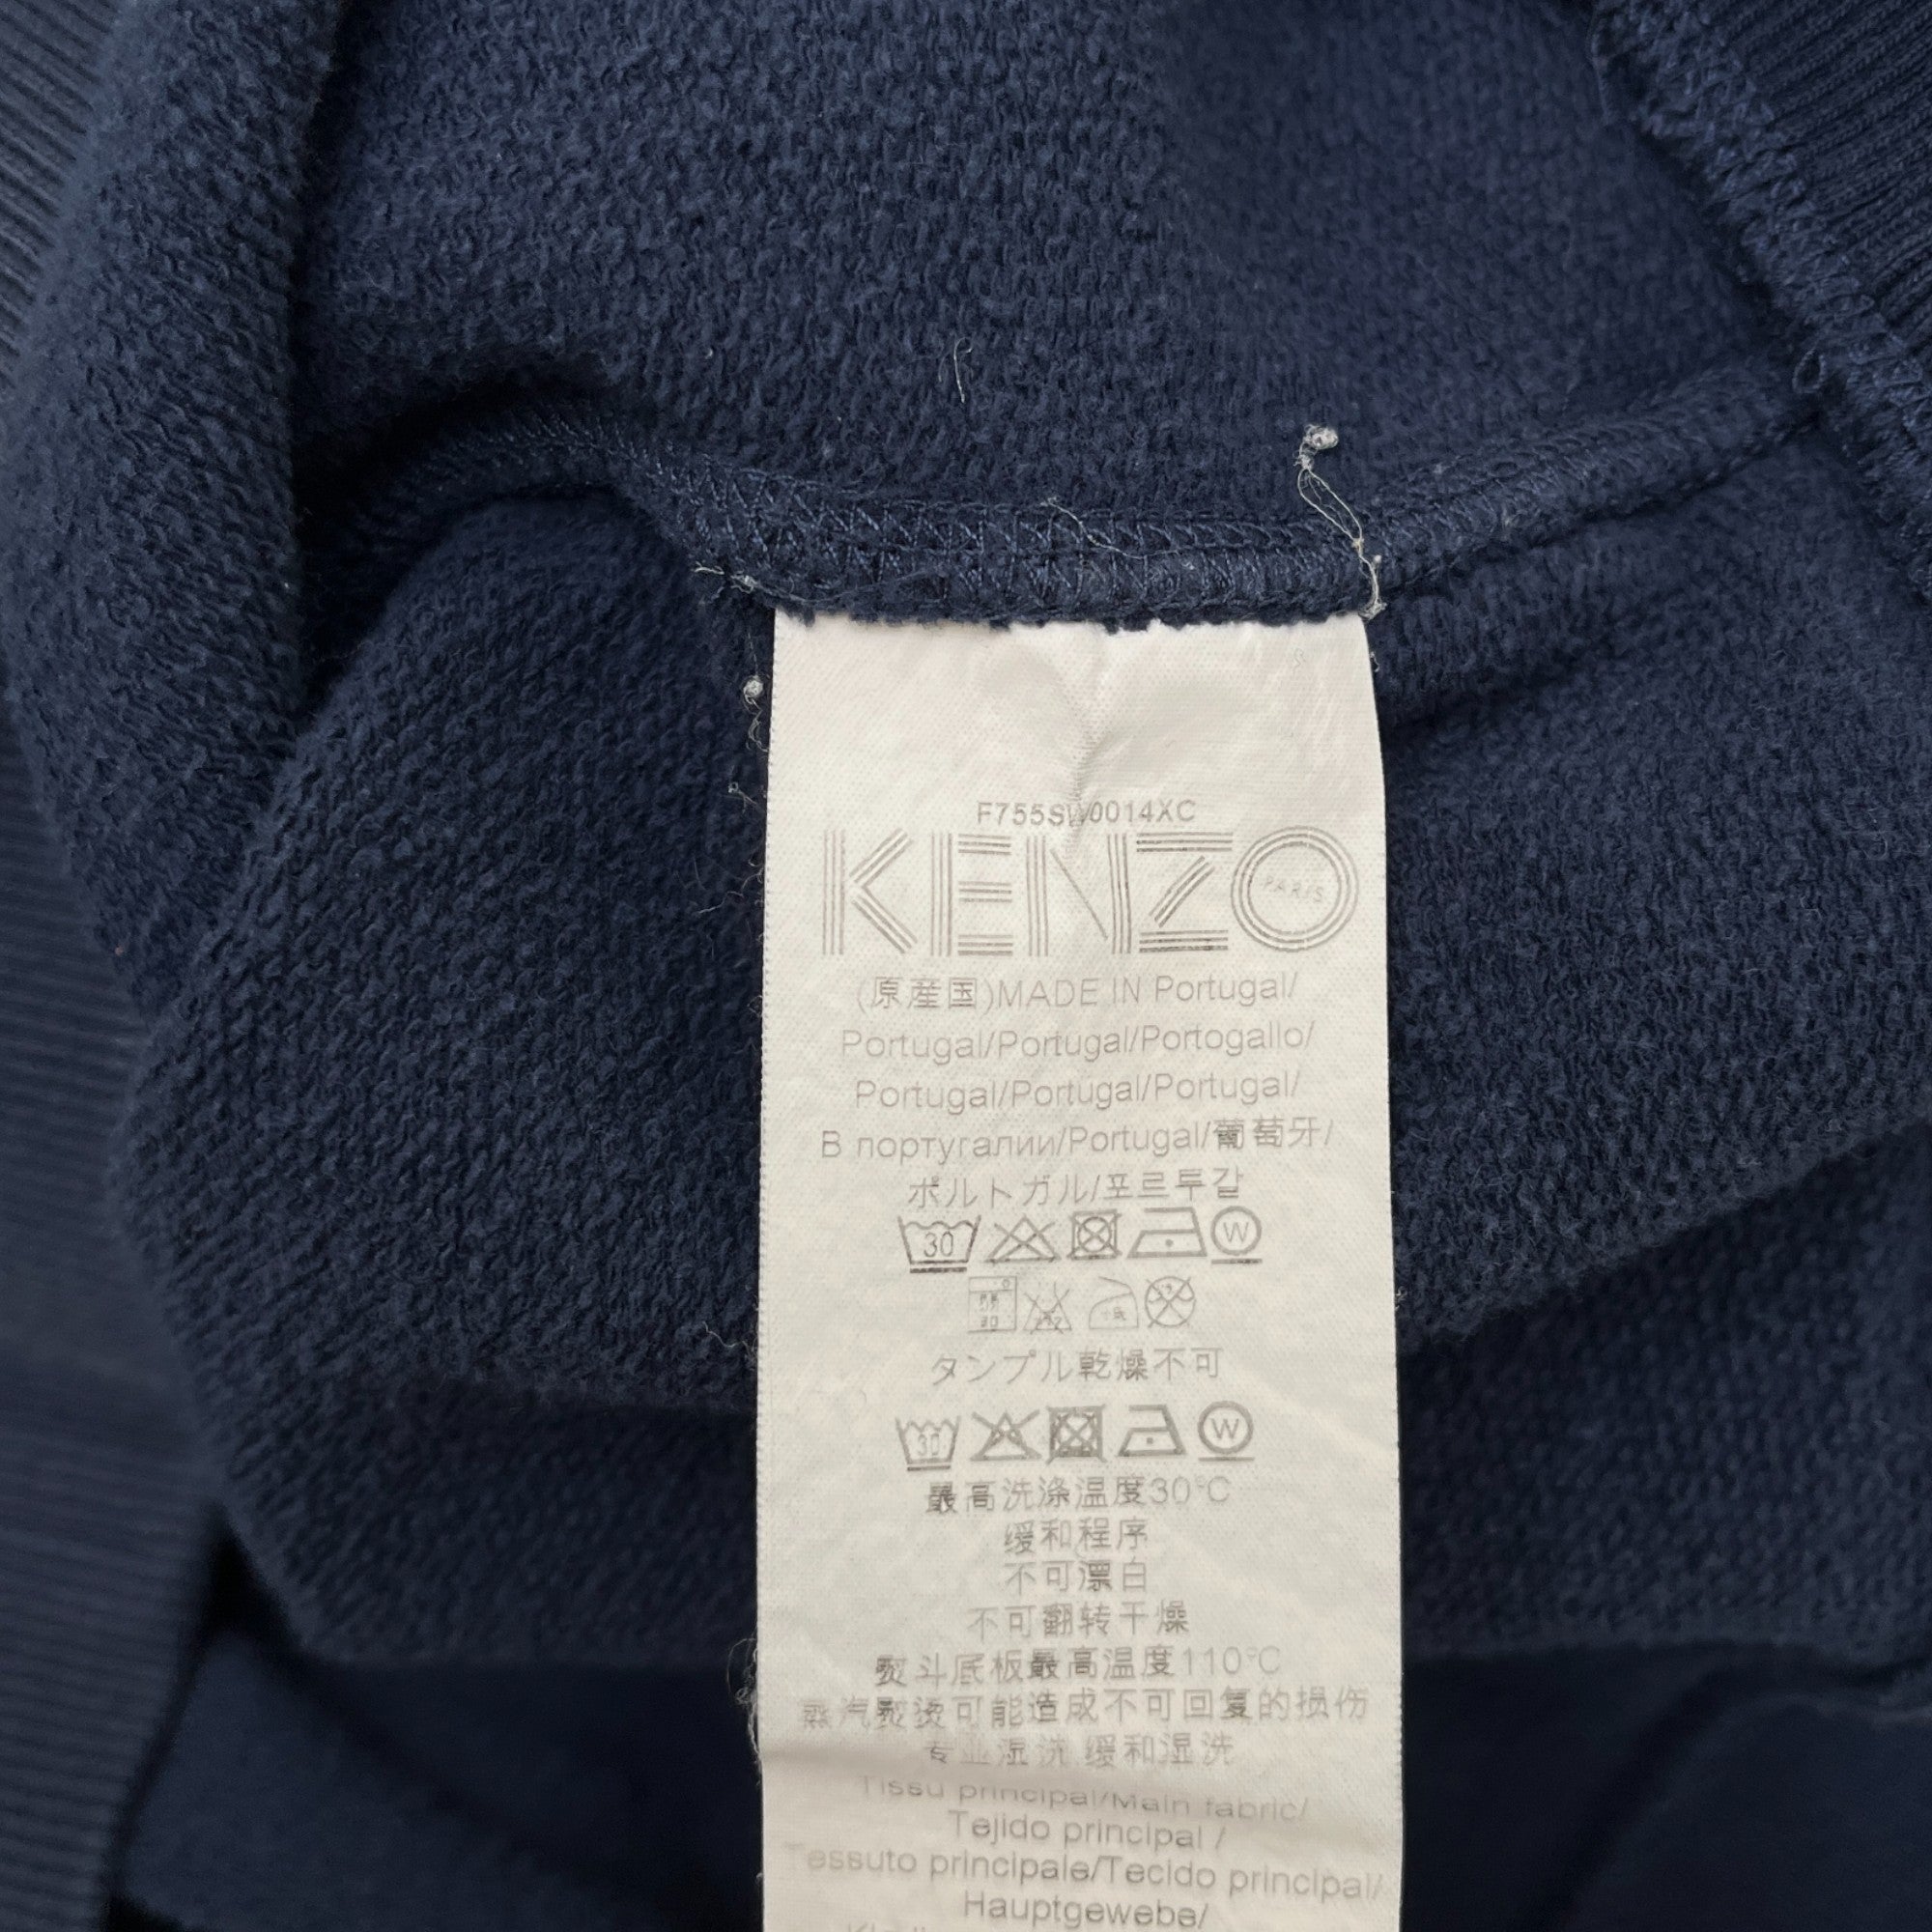 F755SW0014XC
KENZO
PARIS
(原産国)MADE IN Portugal/
Portugal/Portugal/Portogallo/
Portugal/Portugal/Portugal/
В португалии/Portugal/葡萄牙/
ポルトガル/포르투갈
30 W
タンブル乾燥不可
30 W
最高洗涤温度30°C
缓和程序
不可漂白
不可翻转干燥
熨斗底板最高温度110°C
蒸汽熨烫可能造成不可回复的损伤
专业湿洗 缓和湿洗
Tissu principal/Main fabric/
Tejido principal /
Tessuto principale/Tecido principal/
Hauptgewebe/